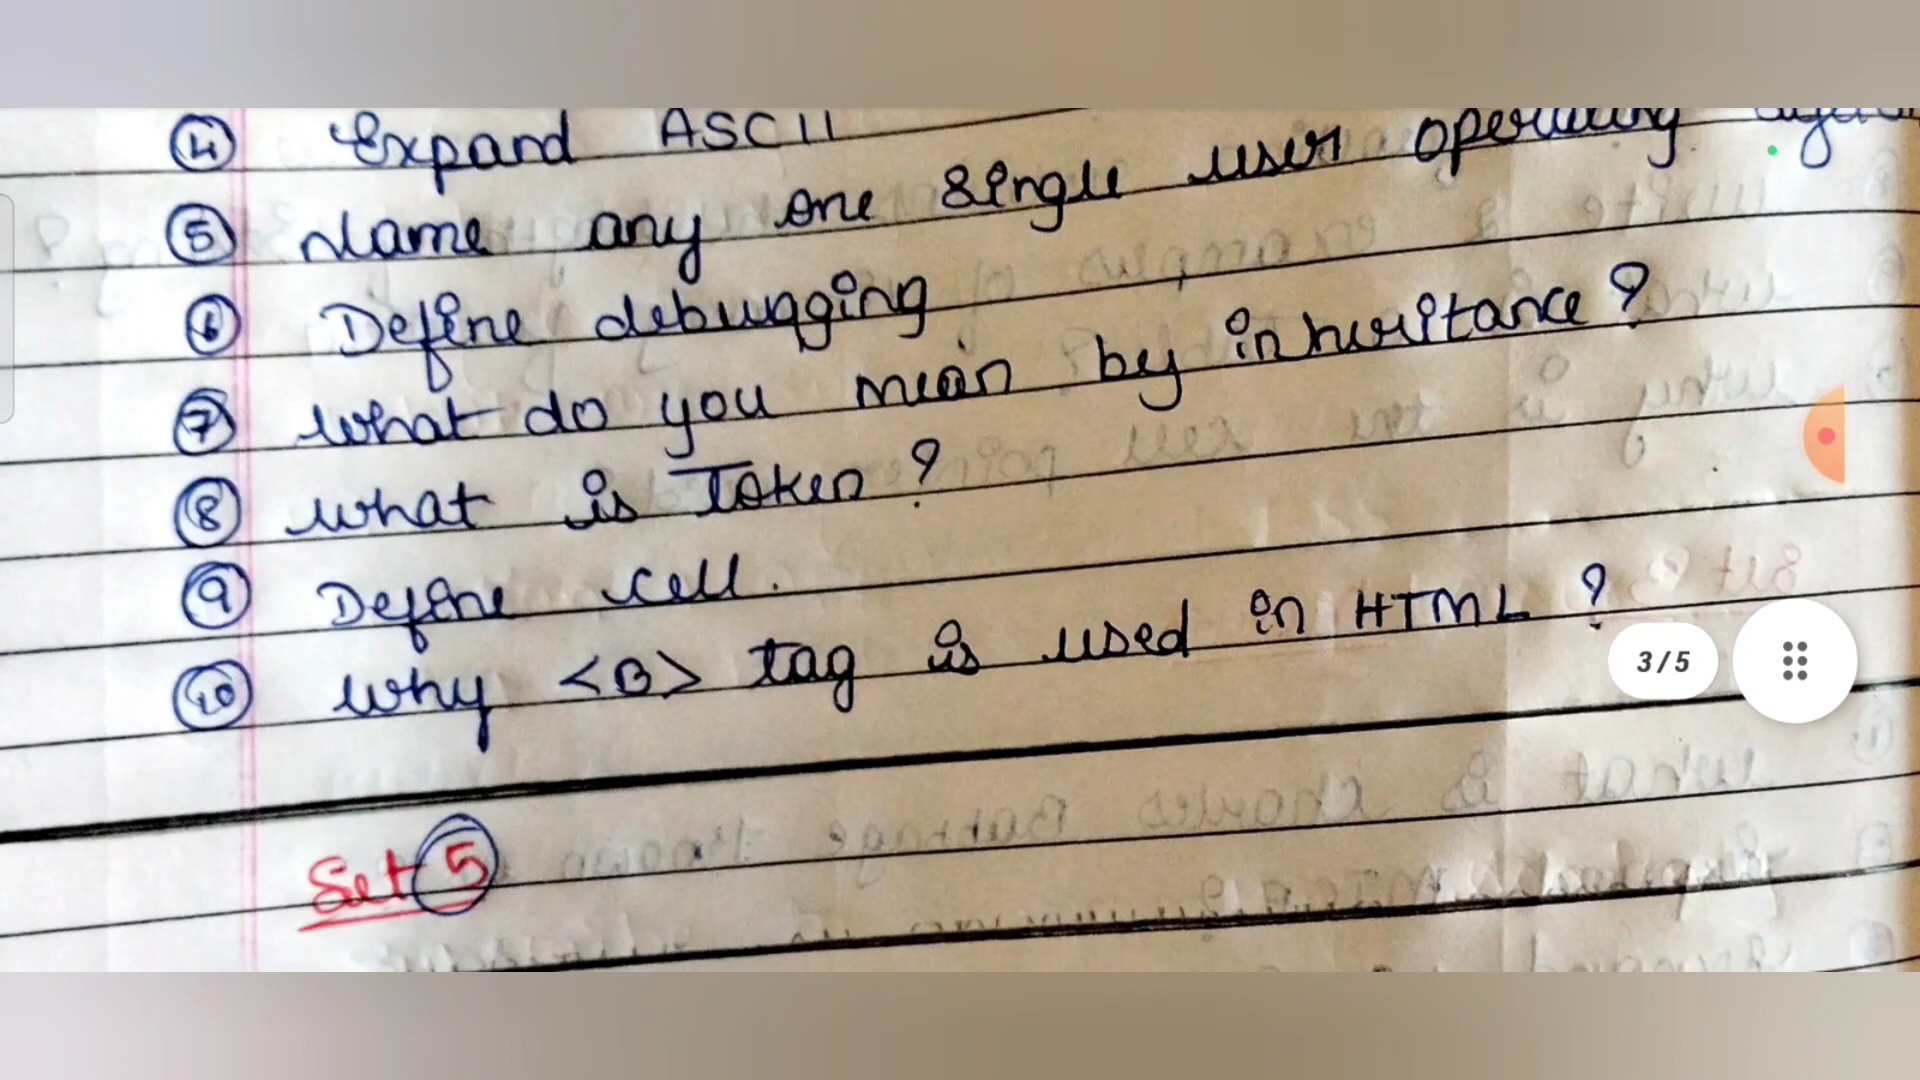 4 Expand ASCII
5 Name any one single user operating
6 Define debugging
7 what do you mean by inheritance?
8 what is Token?
9 Define cell.
10 why <B> tag is used in HTML?
3/5
Set 5